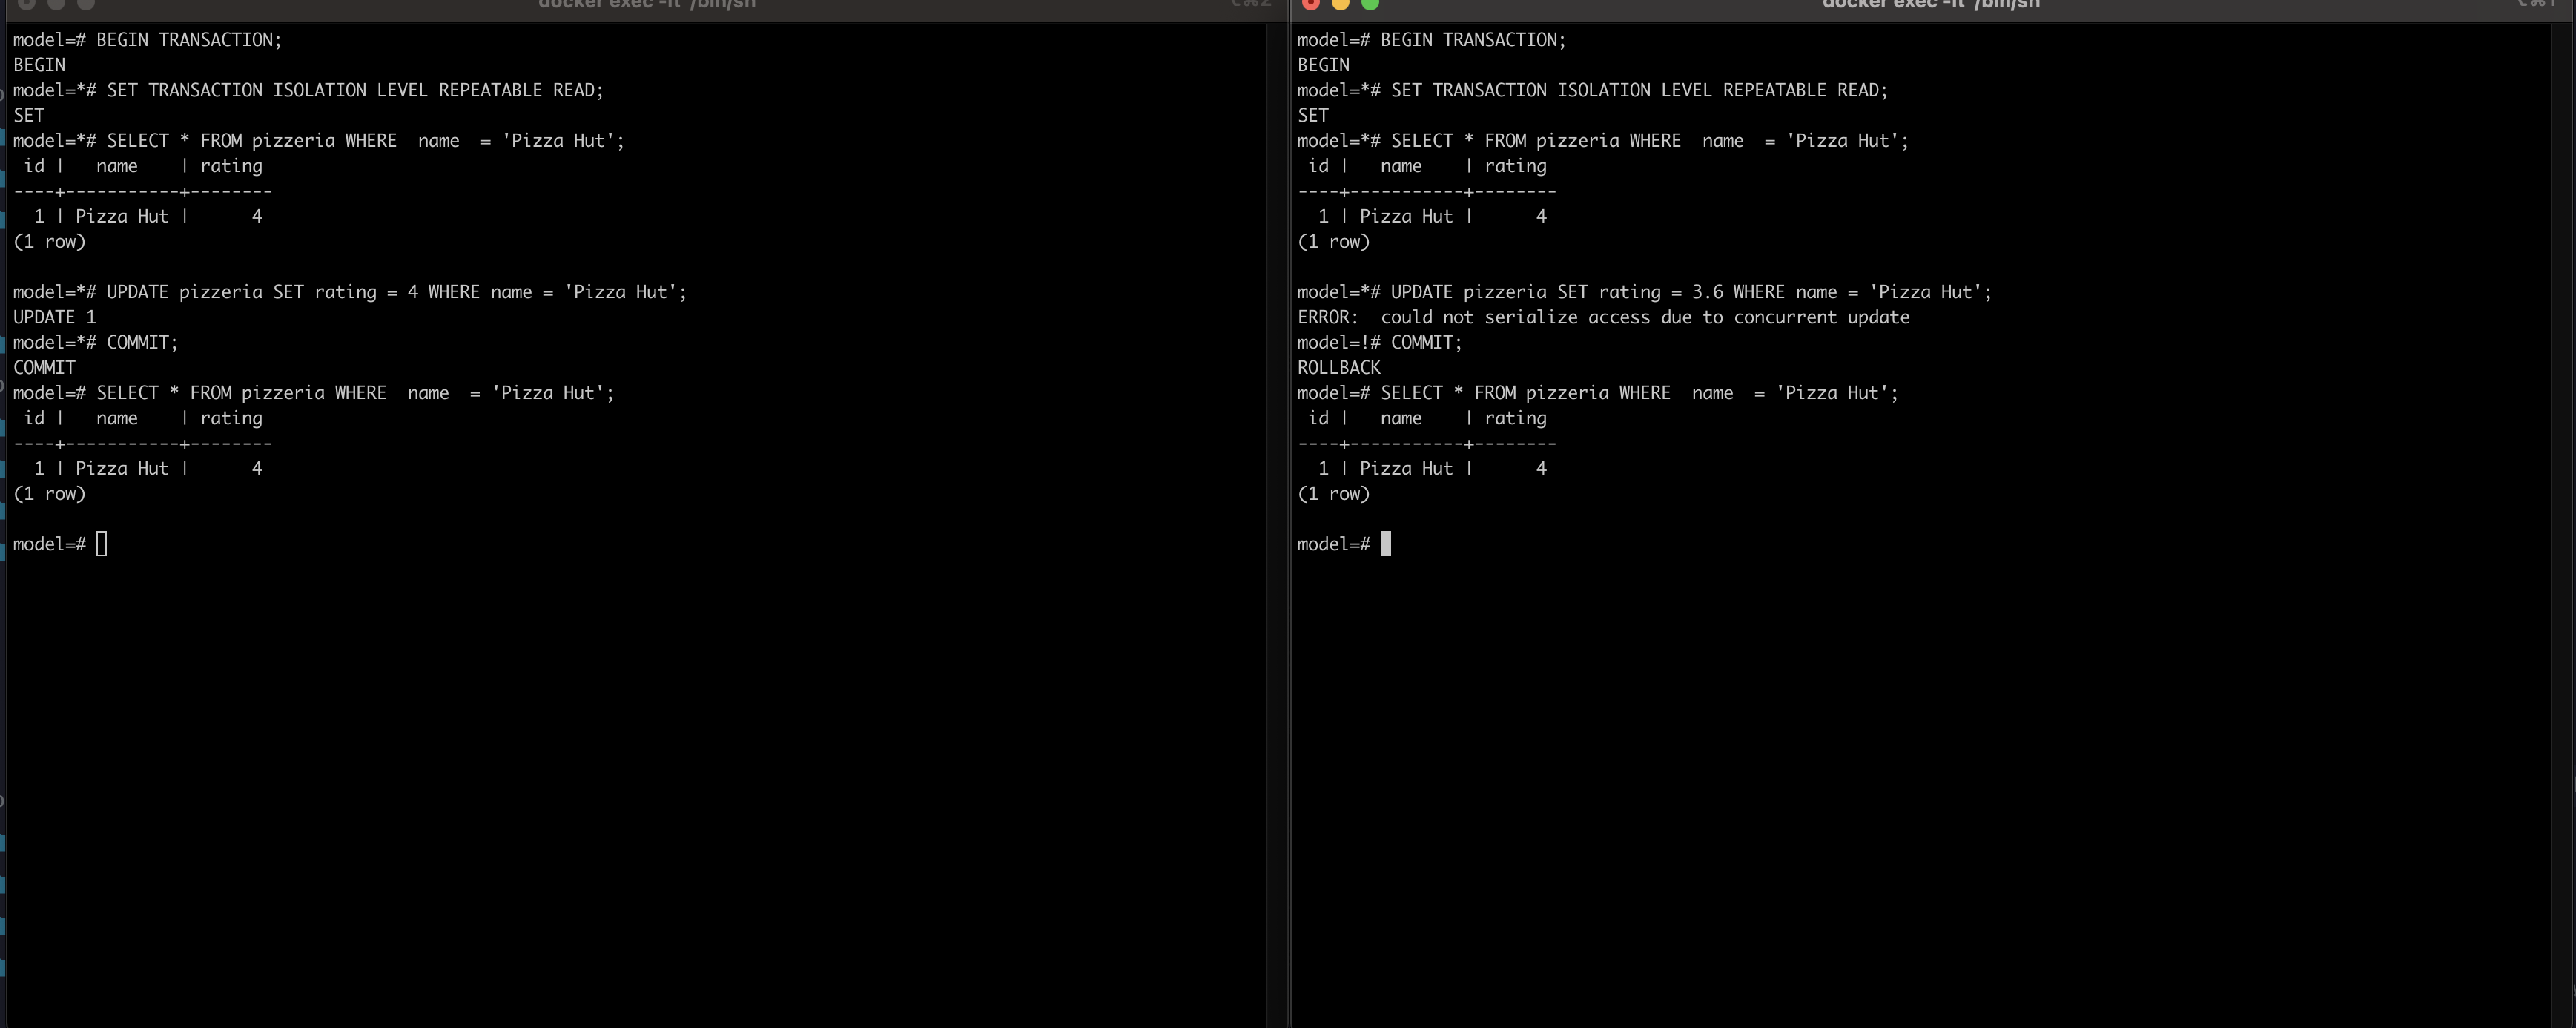 docker exec -it /bin/sh
model=# BEGIN TRANSACTION;
BEGIN
model=*# SET TRANSACTION ISOLATION LEVEL REPEATABLE READ;
SET
model=*# SELECT * FROM pizzeria WHERE  name  = 'Pizza Hut';
 id |   name    | rating
----+-----------+--------
  1 | Pizza Hut |      4
(1 row)
model=*# UPDATE pizzeria SET rating = 4 WHERE name = 'Pizza Hut';
UPDATE 1
model=*# COMMIT;
COMMIT
model=# SELECT * FROM pizzeria WHERE  name  = 'Pizza Hut';
 id |   name    | rating
----+-----------+--------
  1 | Pizza Hut |      4
(1 row)
model=#
docker exec -it /bin/sh
model=# BEGIN TRANSACTION;
BEGIN
model=*# SET TRANSACTION ISOLATION LEVEL REPEATABLE READ;
SET
model=*# SELECT * FROM pizzeria WHERE  name  = 'Pizza Hut';
 id |   name    | rating
----+-----------+--------
  1 | Pizza Hut |      4
(1 row)
model=*# UPDATE pizzeria SET rating = 3.6 WHERE name = 'Pizza Hut';
ERROR:  could not serialize access due to concurrent update
model=!# COMMIT;
ROLLBACK
model=# SELECT * FROM pizzeria WHERE  name  = 'Pizza Hut';
 id |   name    | rating
----+-----------+--------
  1 | Pizza Hut |      4
(1 row)
model=#